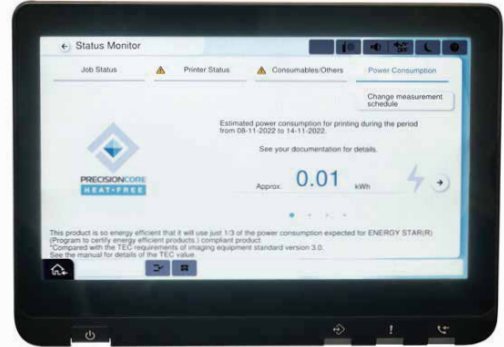 Status Monitor
OFF
Job Status
Printer Status
Consumables/Others
Power Consumption
Change measurement
schedule
Estimated power consumption for printing during the period
from 08-11-2022 to 14-11-2022.
See your documentation for details.
PRECISIONCORE
HEAT-FREE
Approx. 0.01 kWh
This product is so energy efficient that it will use just 1/3 of the power consumption expected for ENERGY STAR(R)
(Program to certify energy efficient products.) compliant product
*Compared with the TEC requirements of imaging equipment standard version 3.0.
See the manual for details of the TEC value.